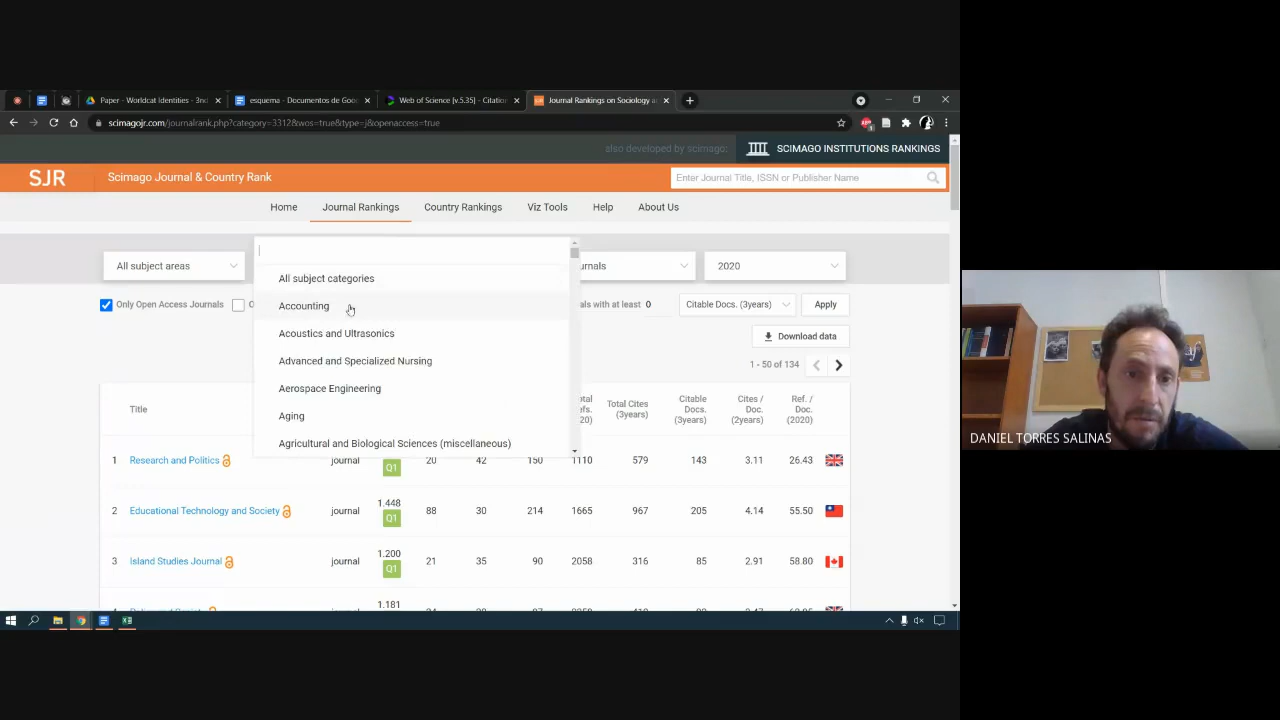 Paper - Worldcat Identities - 3nd
esquema - Documentos de Goo
Web of Science [v.5.35] - Citation
Journal Rankings on Sociology a
scimagojr.com/journalrank.php?category=3312&wos=true&type=j&openaccess=true
also developed by scimago:
SCIMAGO INSTITUTIONS RANKINGS
SJR
Scimago Journal & Country Rank
Enter Journal Title, ISSN or Publisher Name
Home
Journal Rankings
Country Rankings
Viz Tools
Help
About Us
All subject areas
urnals
2020
All subject categories
Accounting
Acoustics and Ultrasonics
Advanced and Specialized Nursing
Aerospace Engineering
Aging
Agricultural and Biological Sciences (miscellaneous)
Only Open Access Journals
O
als with at least 0
Citable Docs. (3years)
Apply
Download data
1 - 50 of 134
Title
otal
efs.
20)
Total Cites
(3years)
Citable
Docs.
(3years)
Cites /
Doc.
(2years)
Ref. /
Doc.
(2020)
1 Research and Politics journal Q1 20 42 150 1110 579 143 3.11 26.43
2 Educational Technology and Society journal 1.448 Q1 88 30 214 1665 967 205 4.14 55.50
3 Island Studies Journal journal 1.200 Q1 21 35 90 2058 316 85 2.91 58.80
1.181
DANIEL TORRES SALINAS